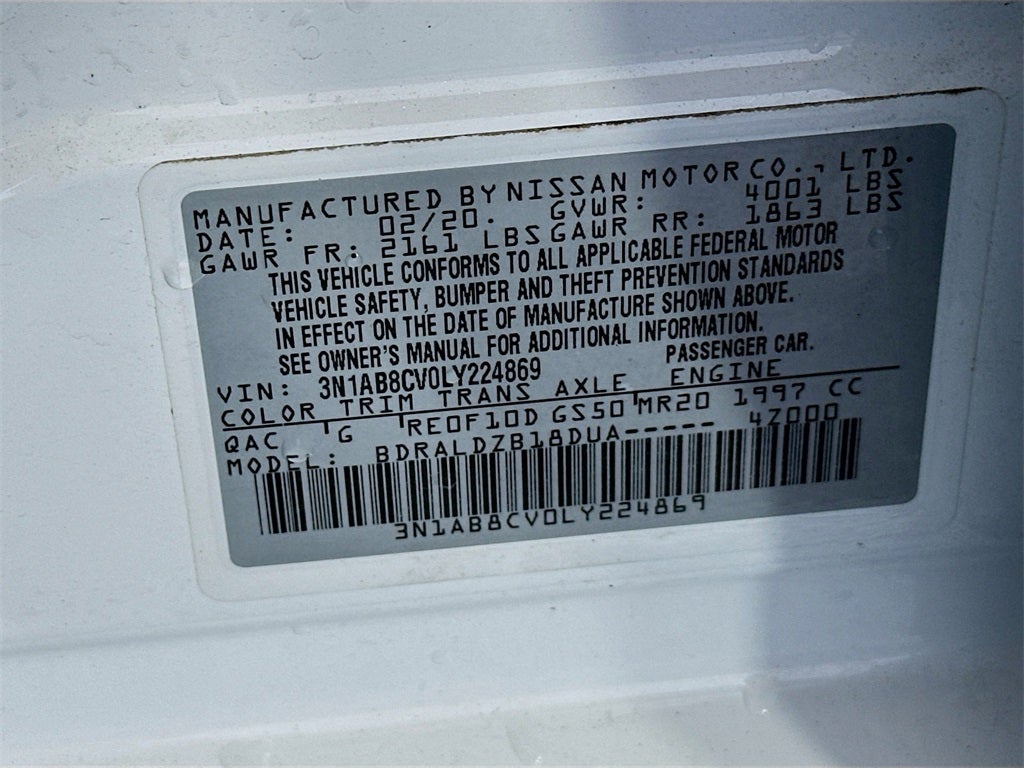 MANUFACTURED BY NISSAN MOTOR CO., LTD.
DATE: 02/20. GVWR: 4001 LBS
GAWR FR: 2161 LBS GAWR RR: 1863 LBS
THIS VEHICLE CONFORMS TO ALL APPLICABLE FEDERAL MOTOR
VEHICLE SAFETY, BUMPER AND THEFT PREVENTION STANDARDS
IN EFFECT ON THE DATE OF MANUFACTURE SHOWN ABOVE.
SEE OWNER'S MANUAL FOR ADDITIONAL INFORMATION.
VIN: 3N1AB8CV0LY224869 PASSENGER CAR.
COLOR TRIM TRANS AXLE ENGINE
QAC G RE0F10D GS50 MR20 1997 CC
MODEL: BDRALDZB18DUA----- 4Z000
3N1AB8CV0LY224869